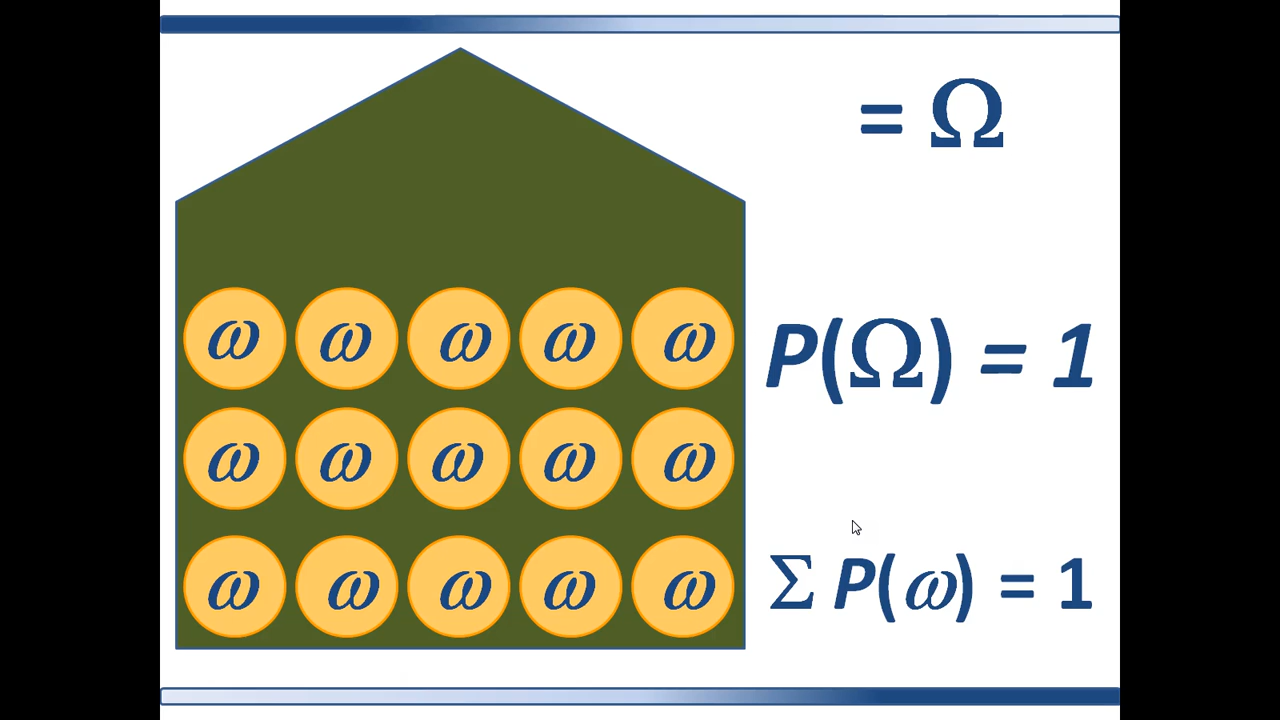 = Ω
ω ω ω ω ω
P(Ω) = 1
ω ω ω ω ω
ω ω ω ω ω
Σ P(ω) = 1